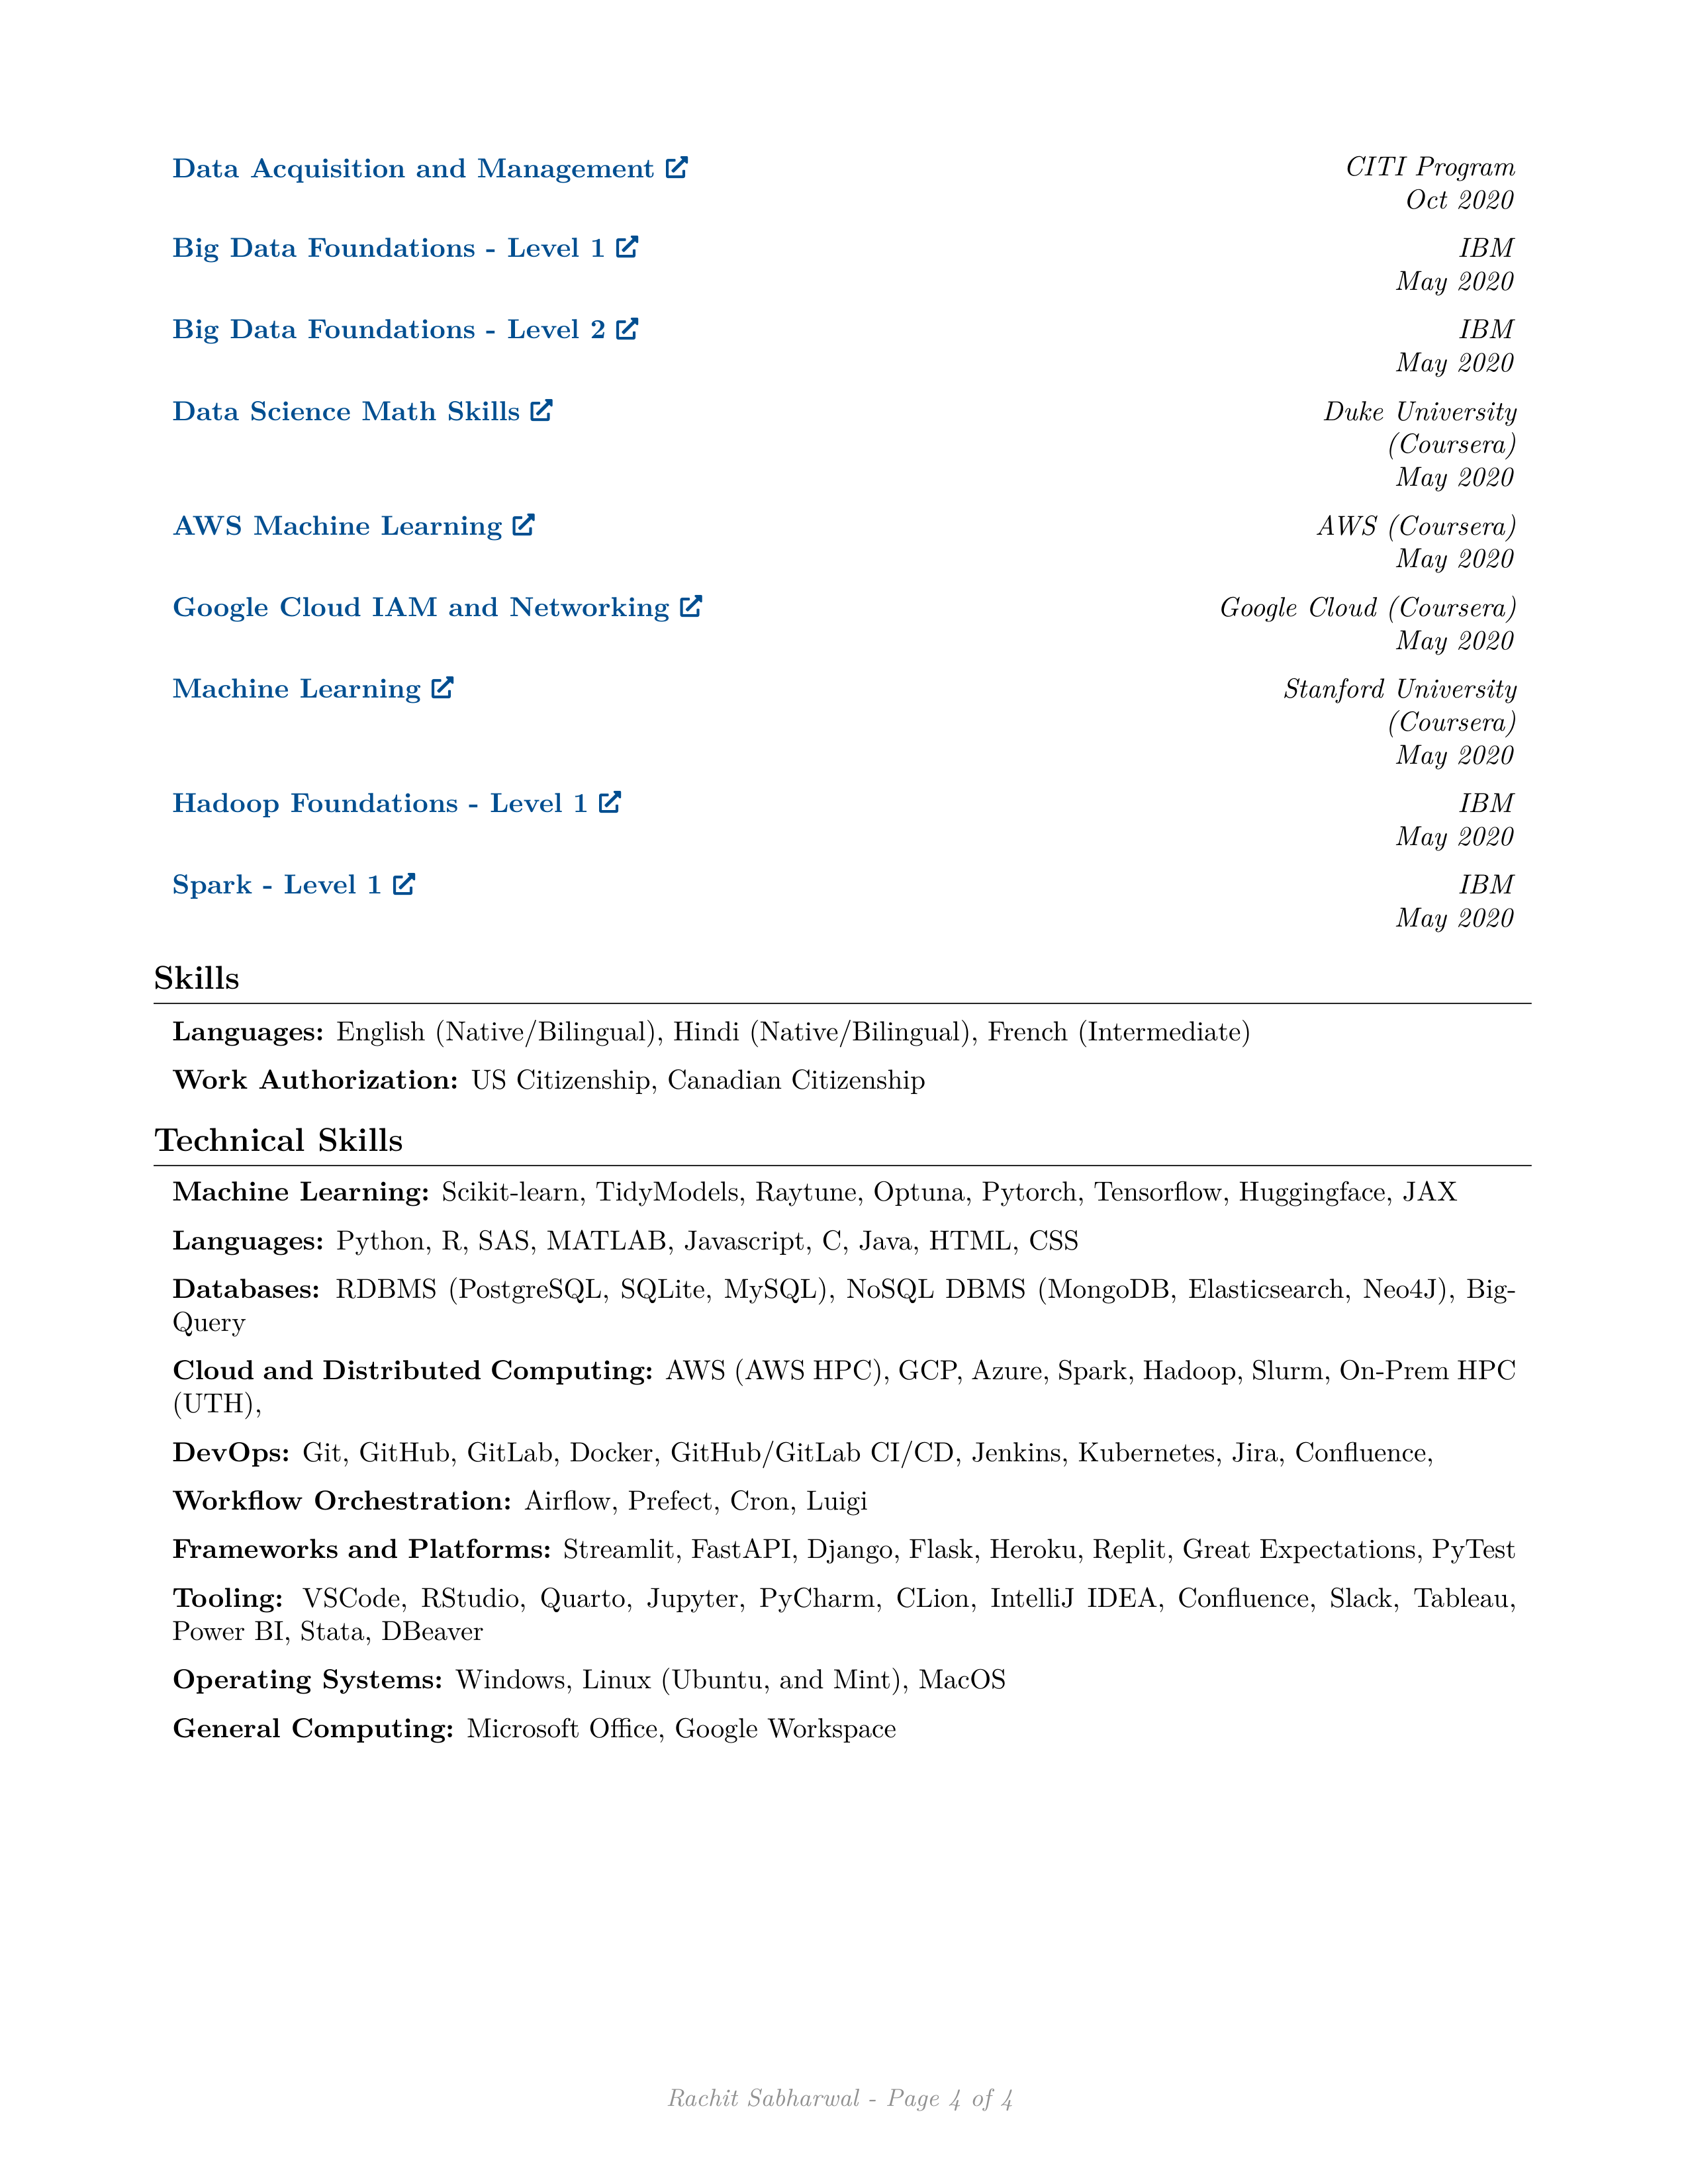 Data Acquisition and Management CITI Program
Oct 2020
Big Data Foundations - Level 1 IBM
May 2020
Big Data Foundations - Level 2 IBM
May 2020
Data Science Math Skills Duke University
(Coursera)
May 2020
AWS Machine Learning AWS (Coursera)
May 2020
Google Cloud IAM and Networking Google Cloud (Coursera)
May 2020
Machine Learning Stanford University
(Coursera)
May 2020
Hadoop Foundations - Level 1 IBM
May 2020
Spark - Level 1 IBM
May 2020
Skills
Languages: English (Native/Bilingual), Hindi (Native/Bilingual), French (Intermediate)
Work Authorization: US Citizenship, Canadian Citizenship
Technical Skills
Machine Learning: Scikit-learn, TidyModels, Raytune, Optuna, Pytorch, Tensorflow, Huggingface, JAX
Languages: Python, R, SAS, MATLAB, Javascript, C, Java, HTML, CSS
Databases: RDBMS (PostgreSQL, SQLite, MySQL), NoSQL DBMS (MongoDB, Elasticsearch, Neo4J), Big-
Query
Cloud and Distributed Computing: AWS (AWS HPC), GCP, Azure, Spark, Hadoop, Slurm, On-Prem HPC
(UTH),
DevOps: Git, GitHub, GitLab, Docker, GitHub/GitLab CI/CD, Jenkins, Kubernetes, Jira, Confluence,
Workflow Orchestration: Airflow, Prefect, Cron, Luigi
Frameworks and Platforms: Streamlit, FastAPI, Django, Flask, Heroku, Replit, Great Expectations, PyTest
Tooling: VSCode, RStudio, Quarto, Jupyter, PyCharm, CLion, IntelliJ IDEA, Confluence, Slack, Tableau,
Power BI, Stata, DBeaver
Operating Systems: Windows, Linux (Ubuntu, and Mint), MacOS
General Computing: Microsoft Office, Google Workspace
Rachit Sabharwal - Page 4 of 4